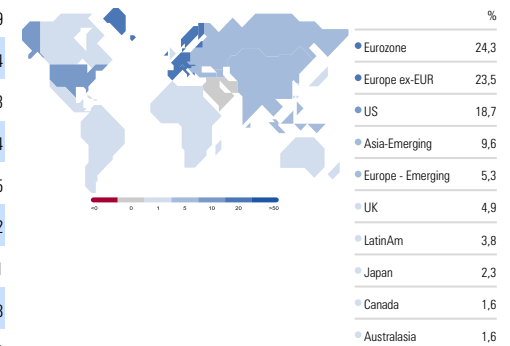 %
Eurozone 24,3
Europe ex-EUR 23,5
US 18,7
Asia-Emerging 9,6
Europe - Emerging 5,3
UK 4,9
LatinAm 3,8
Japan 2,3
Canada 1,6
Australasia 1,6
<0 0 1 5 10 20 >50